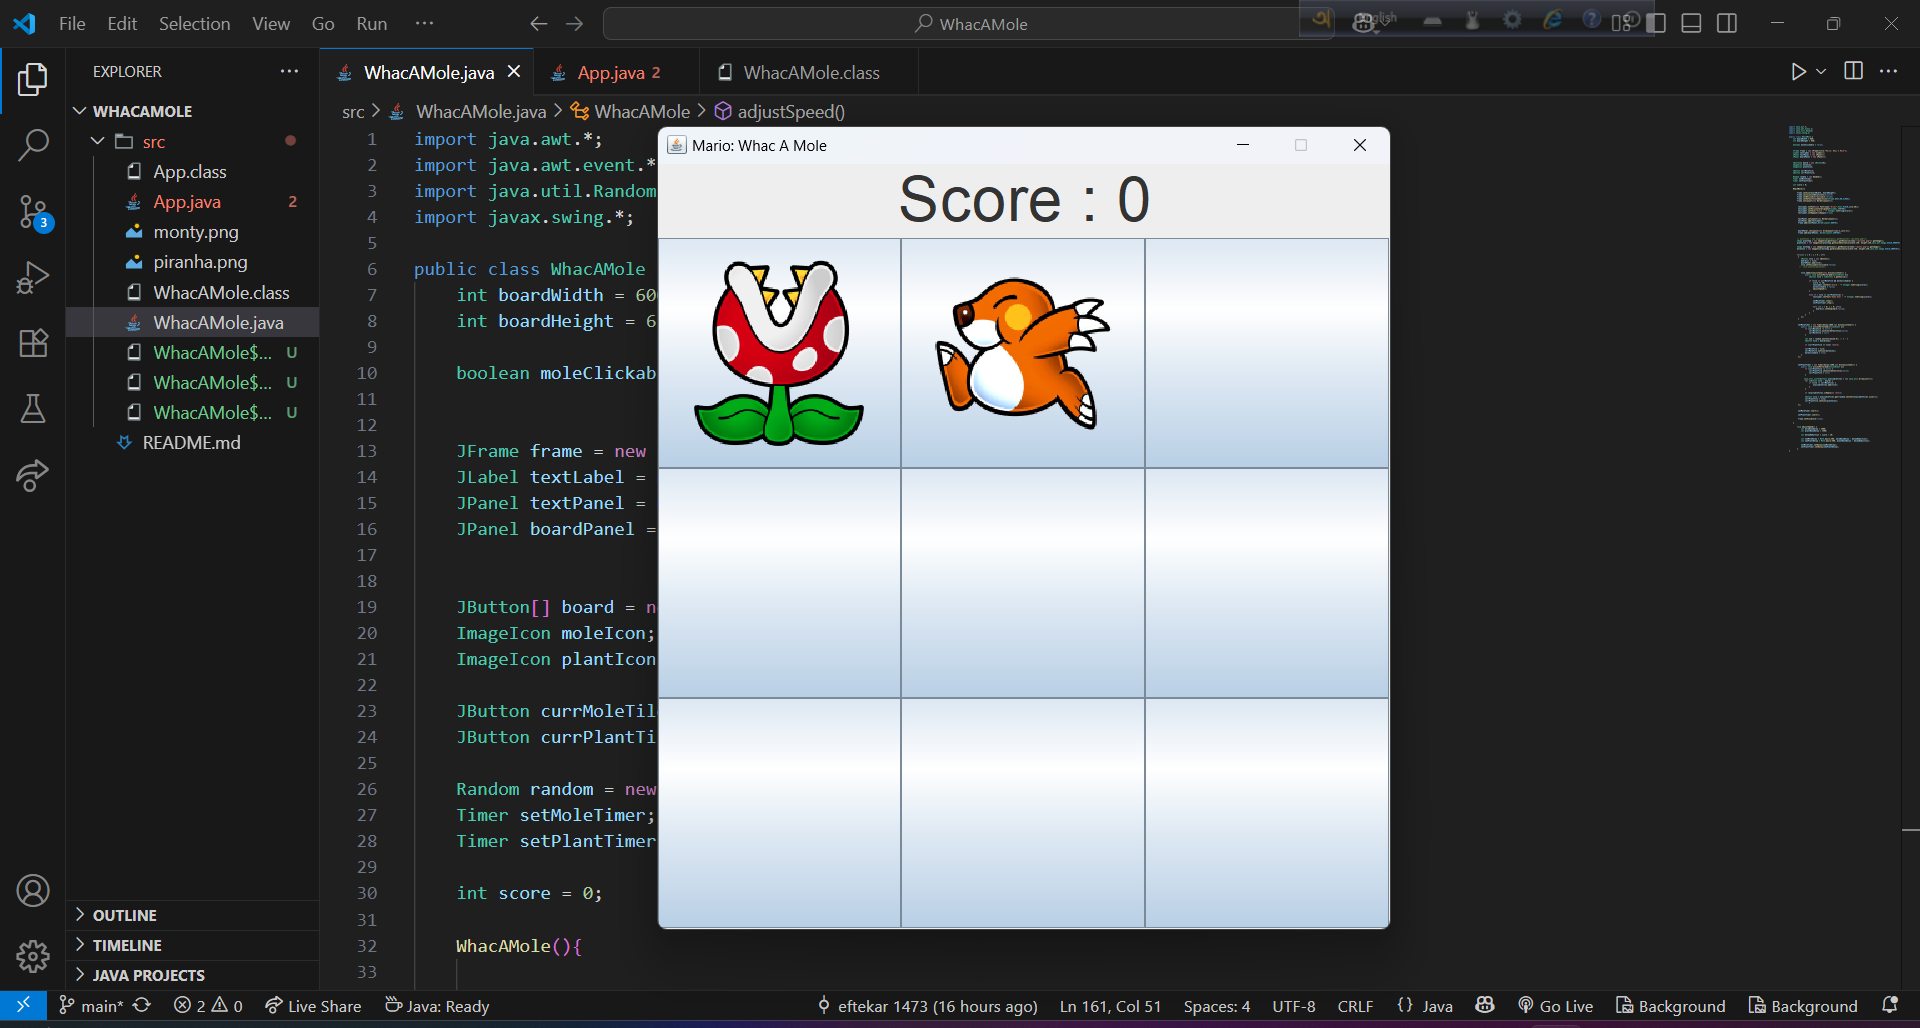 File Edit Selection View Go Run ···
WhacAMole
English
EXPLORER
WHACAMOLE
src
App.class
App.java 2
monty.png
piranha.png
WhacAMole.class
WhacAMole.java
WhacAMole$... U
WhacAMole$... U
WhacAMole$... U
README.md
OUTLINE
TIMELINE
JAVA PROJECTS
3
WhacAMole.java
App.java 2
WhacAMole.class
src > WhacAMole.java > WhacAMole > adjustSpeed()
1 import java.awt.*;
2 import java.awt.event.*
3 import java.util.Random
4 import javax.swing.*;
5
6 public class WhacAMole
7 int boardWidth = 60
8 int boardHeight = 6
9
10 boolean moleClickab
11
12
13 JFrame frame = new
14 JLabel textLabel =
15 JPanel textPanel =
16 JPanel boardPanel =
17
18
19 JButton[] board = n
20 ImageIcon moleIcon;
21 ImageIcon plantIcon
22
23 JButton currMoleTil
24 JButton currPlantTi
25
26 Random random = new
27 Timer setMoleTimer;
28 Timer setPlantTimer
29
30 int score = 0;
31
32 WhacAMole(){
33
Mario: Whac A Mole
Score : 0
main* 2 0 Live Share Java: Ready eftekar 1473 (16 hours ago) Ln 161, Col 51 Spaces: 4 UTF-8 CRLF {} Java Go Live Background Background